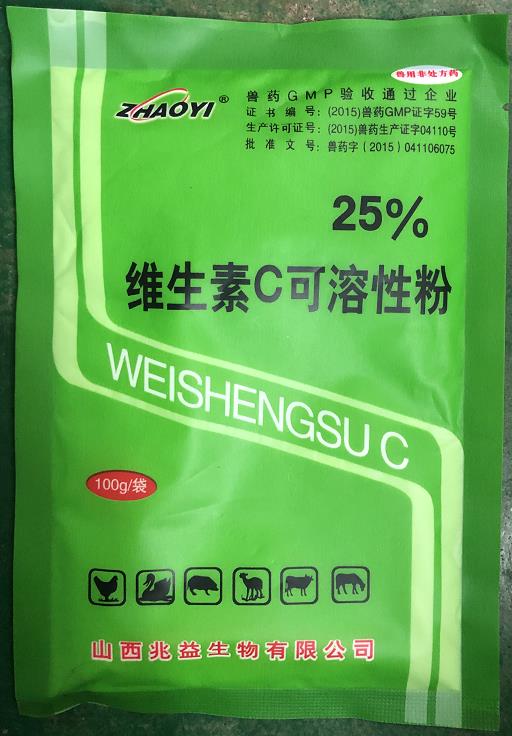 兽用非处方药
ZHAOYI®
兽药GMP验收通过企业
证书编号：(2015)兽药GMP证字59号
生产许可证号：(2015)兽药生产证字04110号
批准文号：兽药字（2015）041106075
25%
维生素C可溶性粉
WEISHENGSU C
100g/袋
山西兆益生物有限公司